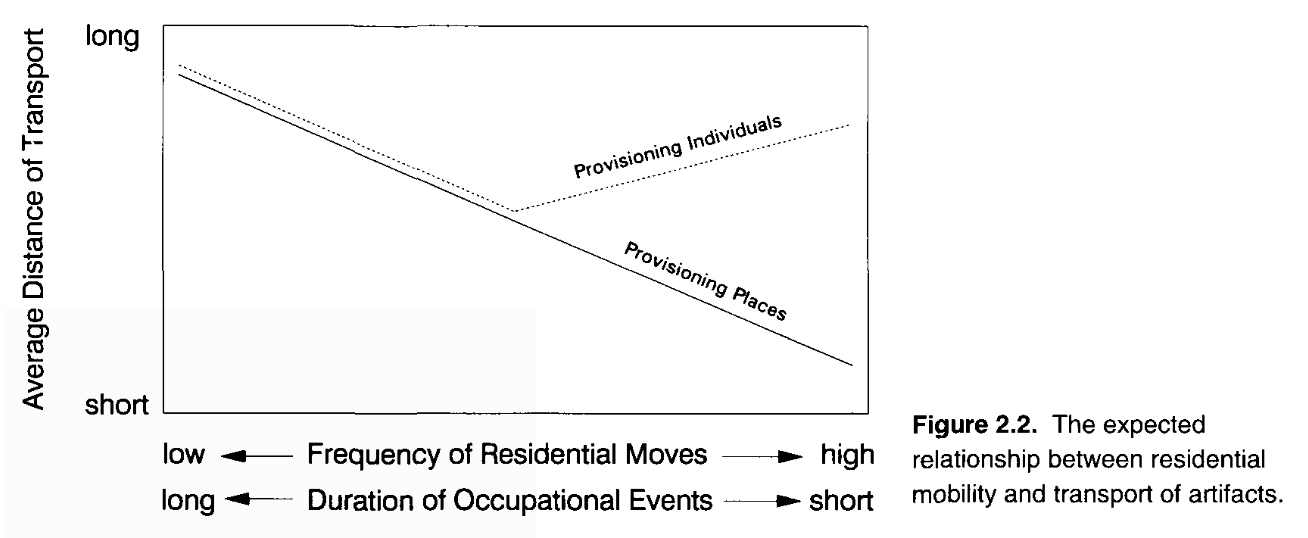 Average Distance of Transport
long
short
Provisioning Individuals
Provisioning Places
low Frequency of Residential Moves high
long Duration of Occupational Events short
Figure 2.2. The expected
relationship between residential
mobility and transport of artifacts.